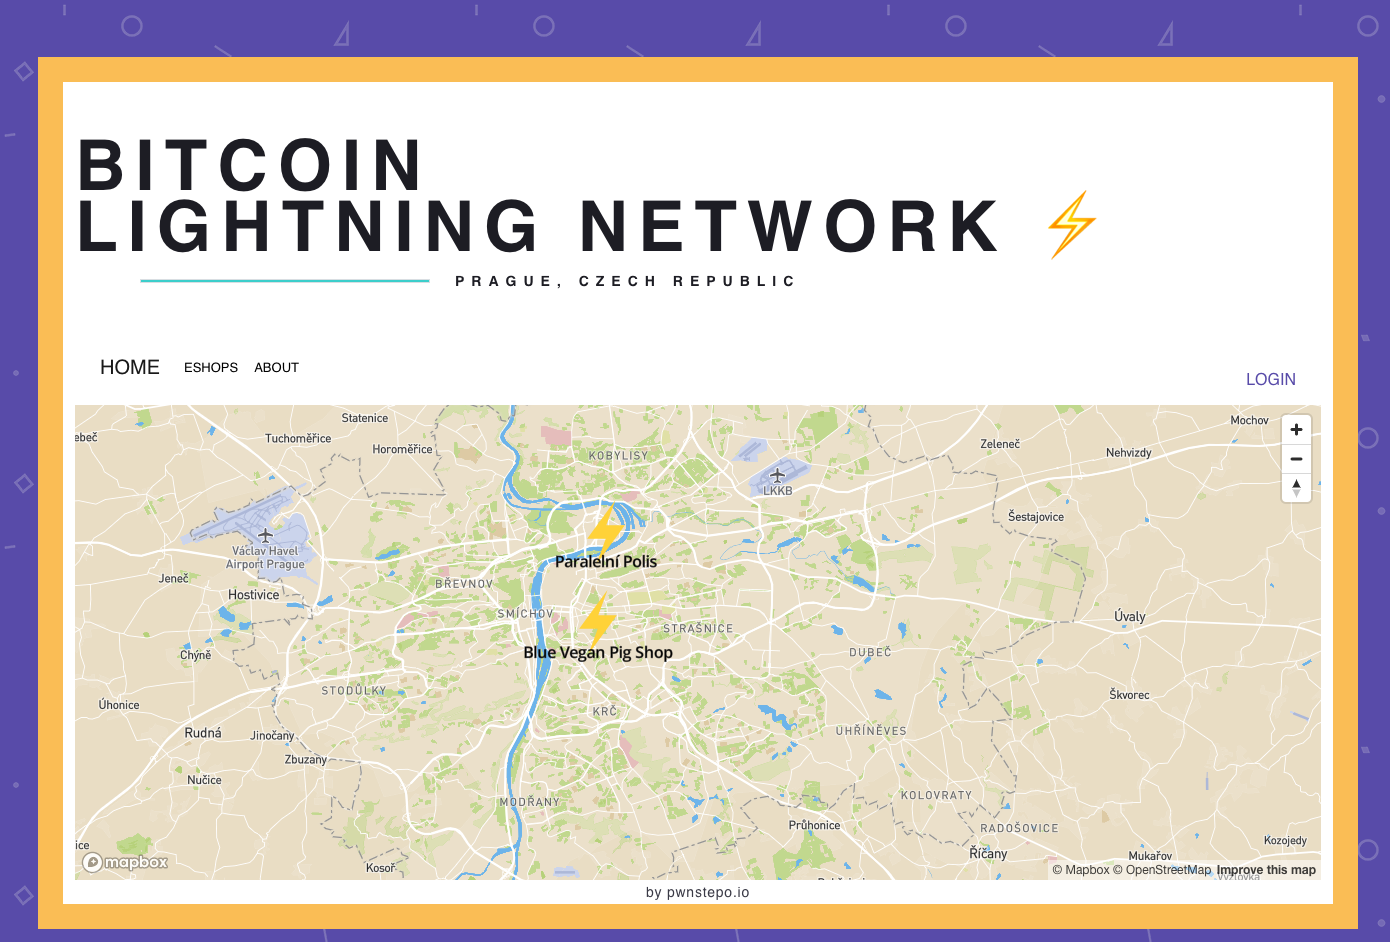 BITCOIN
LIGHTNING NETWORK
PRAGUE, CZECH REPUBLIC
HOME ESHOPS ABOUT
LOGIN
Statenice
Mochov
ebeč
Tuchoměřice
Horoměřice
Zeleneč
Nehvizdy
KOBYLISY
LKKB
Šestajovice
Václav Havel
Airport Prague
Paralelní Polis
Jeneč
BŘEVNOV
Hostivice
SMÍCHOV
STRAŠNICE
Úvaly
Chýně
Blue Vegan Pig Shop
DUBEČ
STODŮLKY
Škvorec
Úhonice
KRČ
Rudná
Jinočany
UHŘÍNĚVES
Zbuzany
Nučice
MODŘANY
KOLOVRATY
Průhonice
RADOŠOVICE
ice
Kozojedy
Říčany
Mukařov
mapbox
Kosoř
© Mapbox © OpenStreetMap Improve this map
by pwnstepo.io